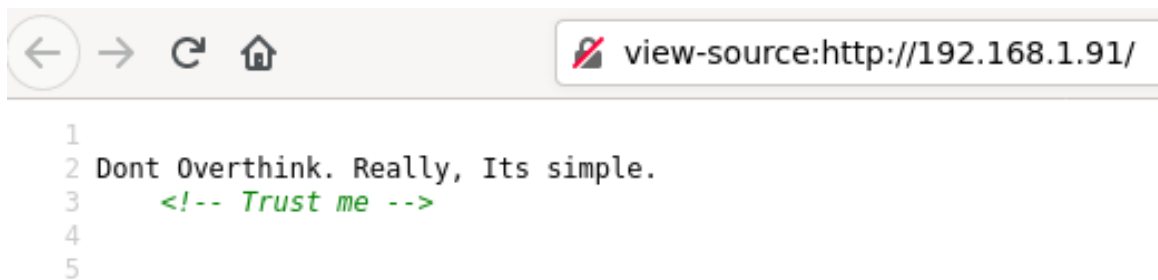 view-source:http://192.168.1.91/
1
2 Dont Overthink. Really, Its simple.
3 <!-- Trust me -->
4
5